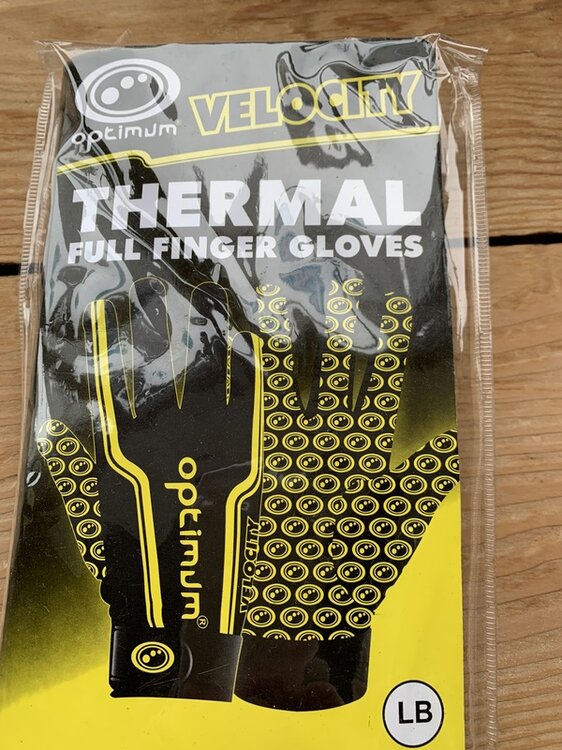 optimum
VELOCITY
THERMAL
FULL FINGER GLOVES
optimum®
VELOCITY
LB